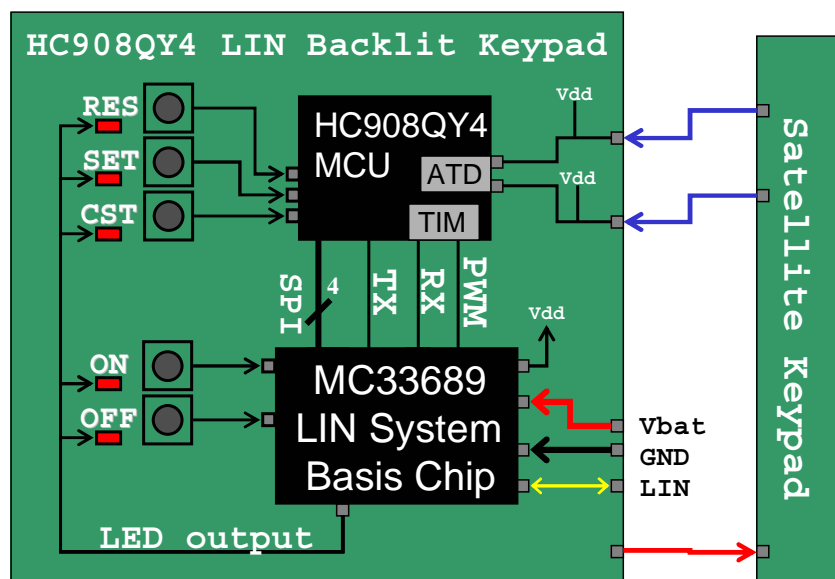 HC908QY4 LIN Backlit Keypad
RES
SET
CST
HC908QY4
MCU
ATD
TIM
Vdd
Vdd
SPI
4
TX
RX
PWM
Vdd
ON
OFF
MC33689
LIN System
Basis Chip
Vbat
GND
LIN
LED output
Satellite Keypad